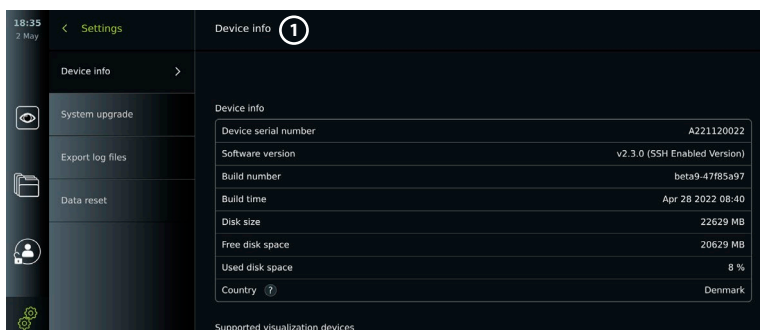 18:35
2 May
Settings
Device info
1
Device info
System upgrade
Export log files
Data reset
Device info
Device serial number A221120022
Software version v2.3.0 (SSH Enabled Version)
Build number beta9-47f85a97
Build time Apr 28 2022 08:40
Disk size 22629 MB
Free disk space 20629 MB
Used disk space 8 %
Country ? Denmark
Supported visualization devices